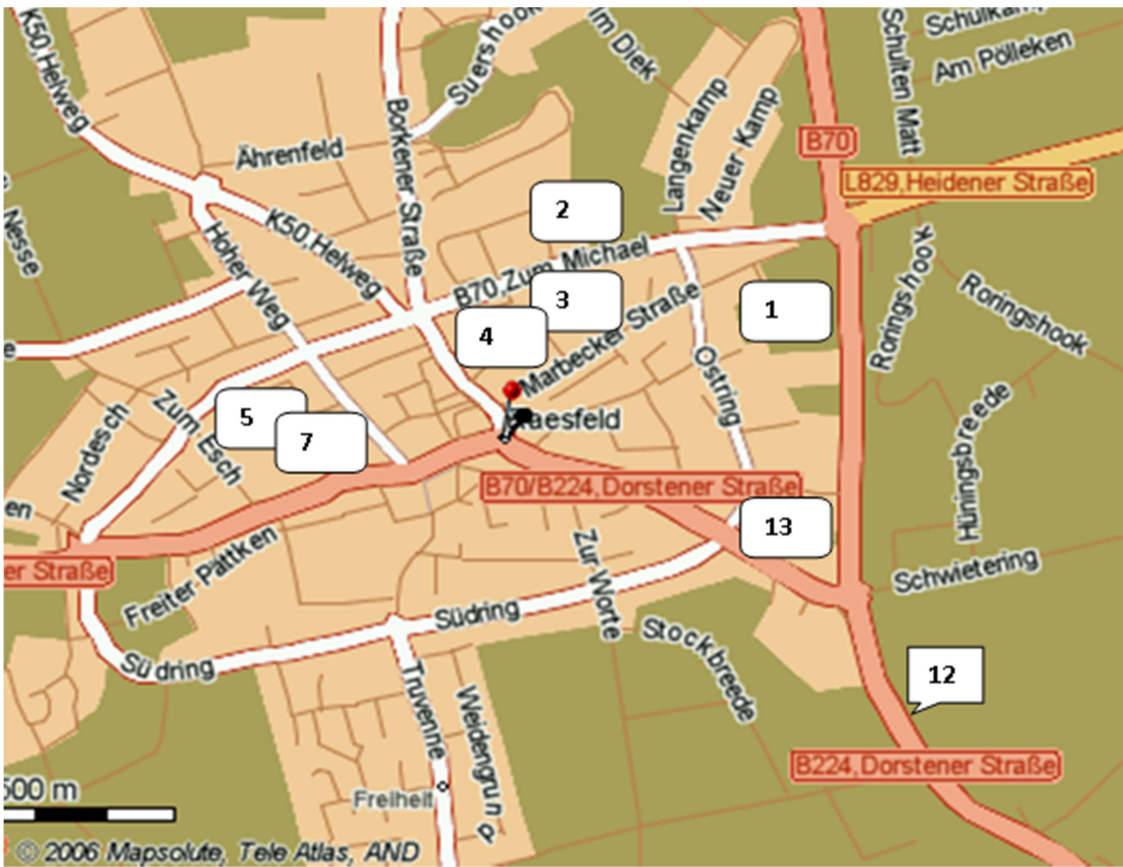 K50,Helweg
Suershook
Im Diek
Schulkam
Am Pölleken
Schulten Matt
Borkener Straße
Langenkamp
Neuer Kamp
B70
Ährenfeld
L829,Heidener Straße
Nesse
2
K50,Helweg
Hoher Weg
B70,Zum Michael
Roringshook
Roringshook
3
1
4
Marbecker Straße
Ostring
e
Nordesch
Zum Esch
5
7
aesfeld
Hüningsbreede
B70/B224,Dorstener Straße
en
13
er Straße
Freiter Pättken
Zur Worte
Schwietering
Südring
Stockbreede
Südring
12
Truvenne
Weidengrund
B224,Dorstener Straße
500 m
Freiheit
© 2006 Mapsolute, Tele Atlas, AND